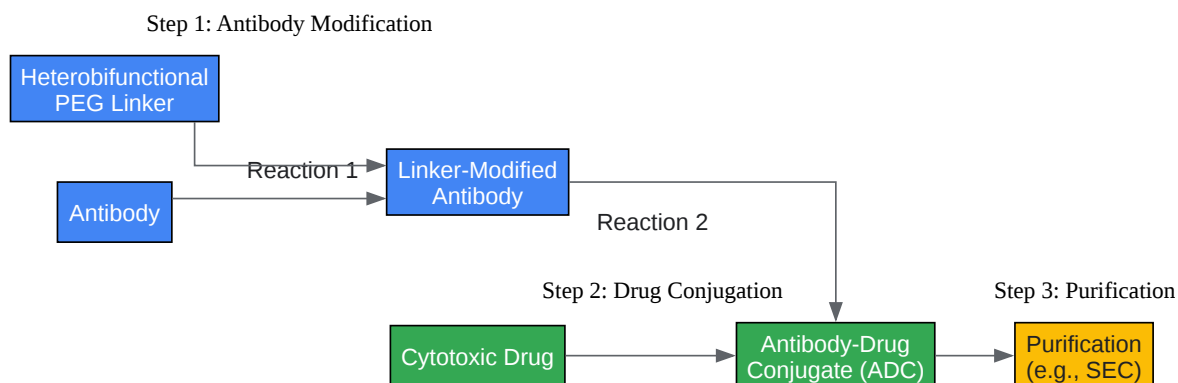 Step 1: Antibody Modification
Heterobifunctional
PEG Linker
Reaction 1
Linker-Modified
Antibody
Antibody
Reaction 2
Step 2: Drug Conjugation
Step 3: Purification
Cytotoxic Drug
Antibody-Drug
Conjugate (ADC)
Purification
(e.g., SEC)